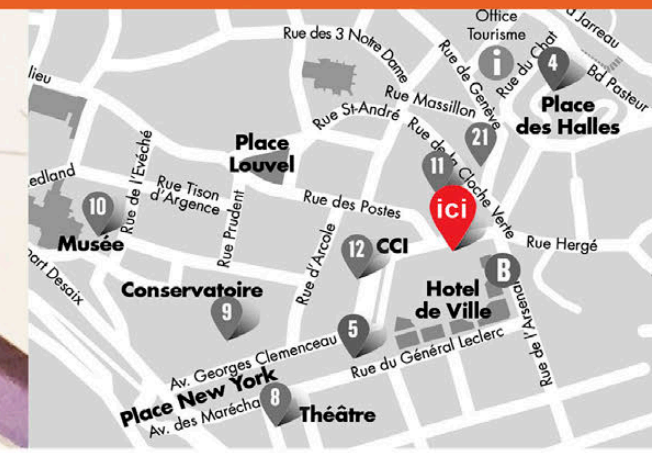 Office
Tourisme
i
Rue des 3 Notre Dame
Rue de Genève
Rue du Chat
Jarreau
Bd Pasteur
4
Place
des Halles
lieu
Rue St-André
Rue Massillon
21
Place
Louvel
11
Rue de la Cloche Verte
Rue de l'Evéché
edland
Rue Tison
d'Argence
Rue Prudent
Rue des Postes
ici
Rue Hergé
10
Musée
part Desaix
Rue d'Arcole
12
CCI
B
Hotel
de Ville
Rue de l'Arsenal
Conservatoire
9
5
Av. Georges Clemenceau
Rue du Général Leclerc
Place New York
Av. des Marécha
8
Théâtre